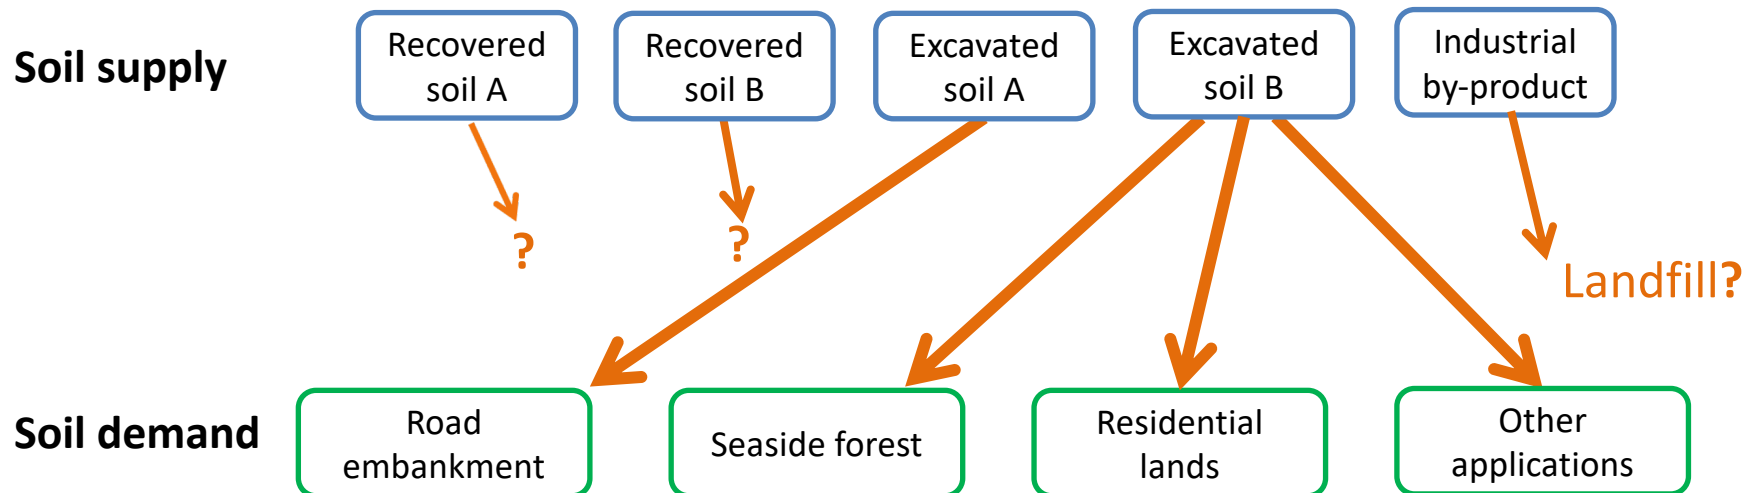 Soil supply
Recovered
soil A
Recovered
soil B
Excavated
soil A
Excavated
soil B
Industrial
by-product
?
?
Landfill?
Soil demand
Road
embankment
Seaside forest
Residential
lands
Other
applications